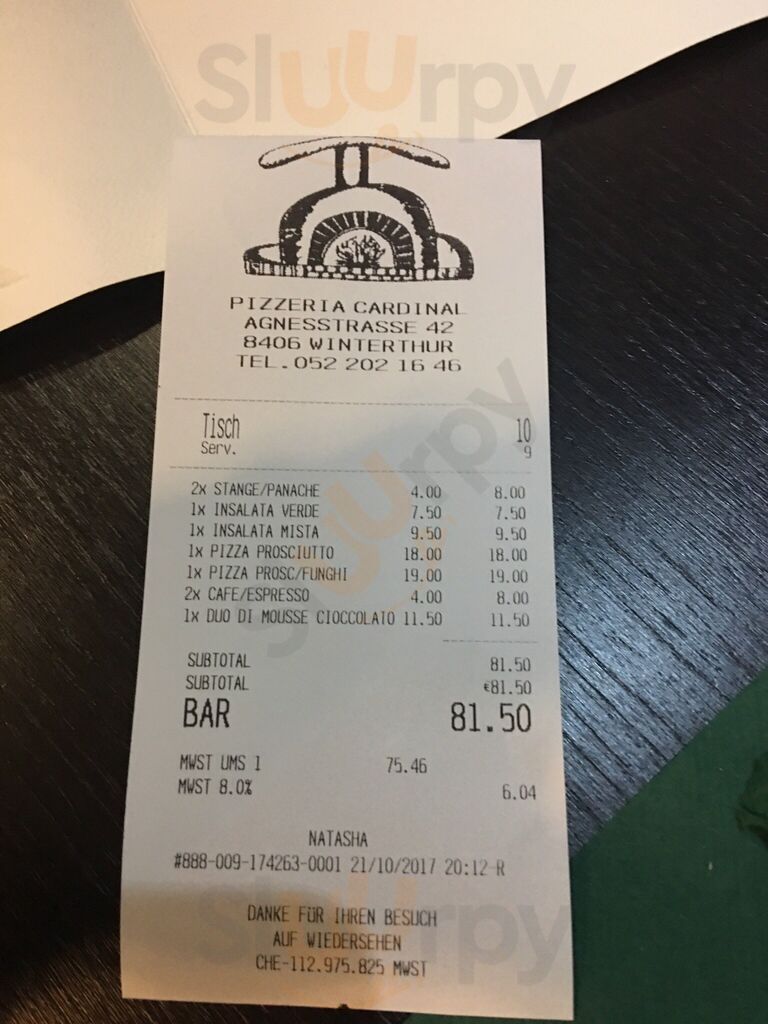 Sluurpy
PIZZERIA CARDINAL
AGNESSTRASSE 42
8406 WINTERTHUR
TEL.052 202 16 46
Tisch 10
Serv. 9
2x STANGE/PANACHE 4.00 8.00
1x INSALATA VERDE 7.50 7.50
1x INSALATA MISTA 9.50 9.50
1x PIZZA PROSCIUTTO 18.00 18.00
1x PIZZA PROSC/FUNGHI 19.00 19.00
2x CAFE/ESPRESSO 4.00 8.00
1x DUO DI MOUSSE CIOCCOLATO 11.50 11.50
Sluurpy
SUBTOTAL 81.50
SUBTOTAL €81.50
BAR 81.50
MWST UMS 1 75.46
MWST 8.0% 6.04
NATASHA
#888-009-174263-0001 21/10/2017 20:12 R
DANKE FÜR IHREN BESUCH
AUF WIEDERSEHEN
CHE-112.975.825 MWST
Sluurpy